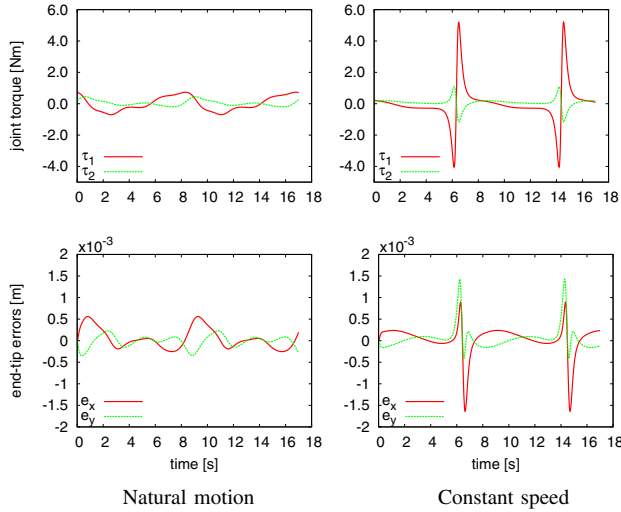 joint torque [Nm]
6.0
4.0
2.0
0.0
-2.0
-4.0
τ1
τ2
0 2 4 6 8 10 12 14 16 18
6.0
4.0
2.0
0.0
-2.0
-4.0
τ1
τ2
0 2 4 6 8 10 12 14 16 18
end-tip errors [m]
x10-3
2
1.5
1
0.5
0
-0.5
-1
-1.5
-2
ex
ey
0 2 4 6 8 10 12 14 16 18
time [s]
x10-3
2
1.5
1
0.5
0
-0.5
-1
-1.5
-2
ex
ey
0 2 4 6 8 10 12 14 16 18
time [s]
Natural motion
Constant speed